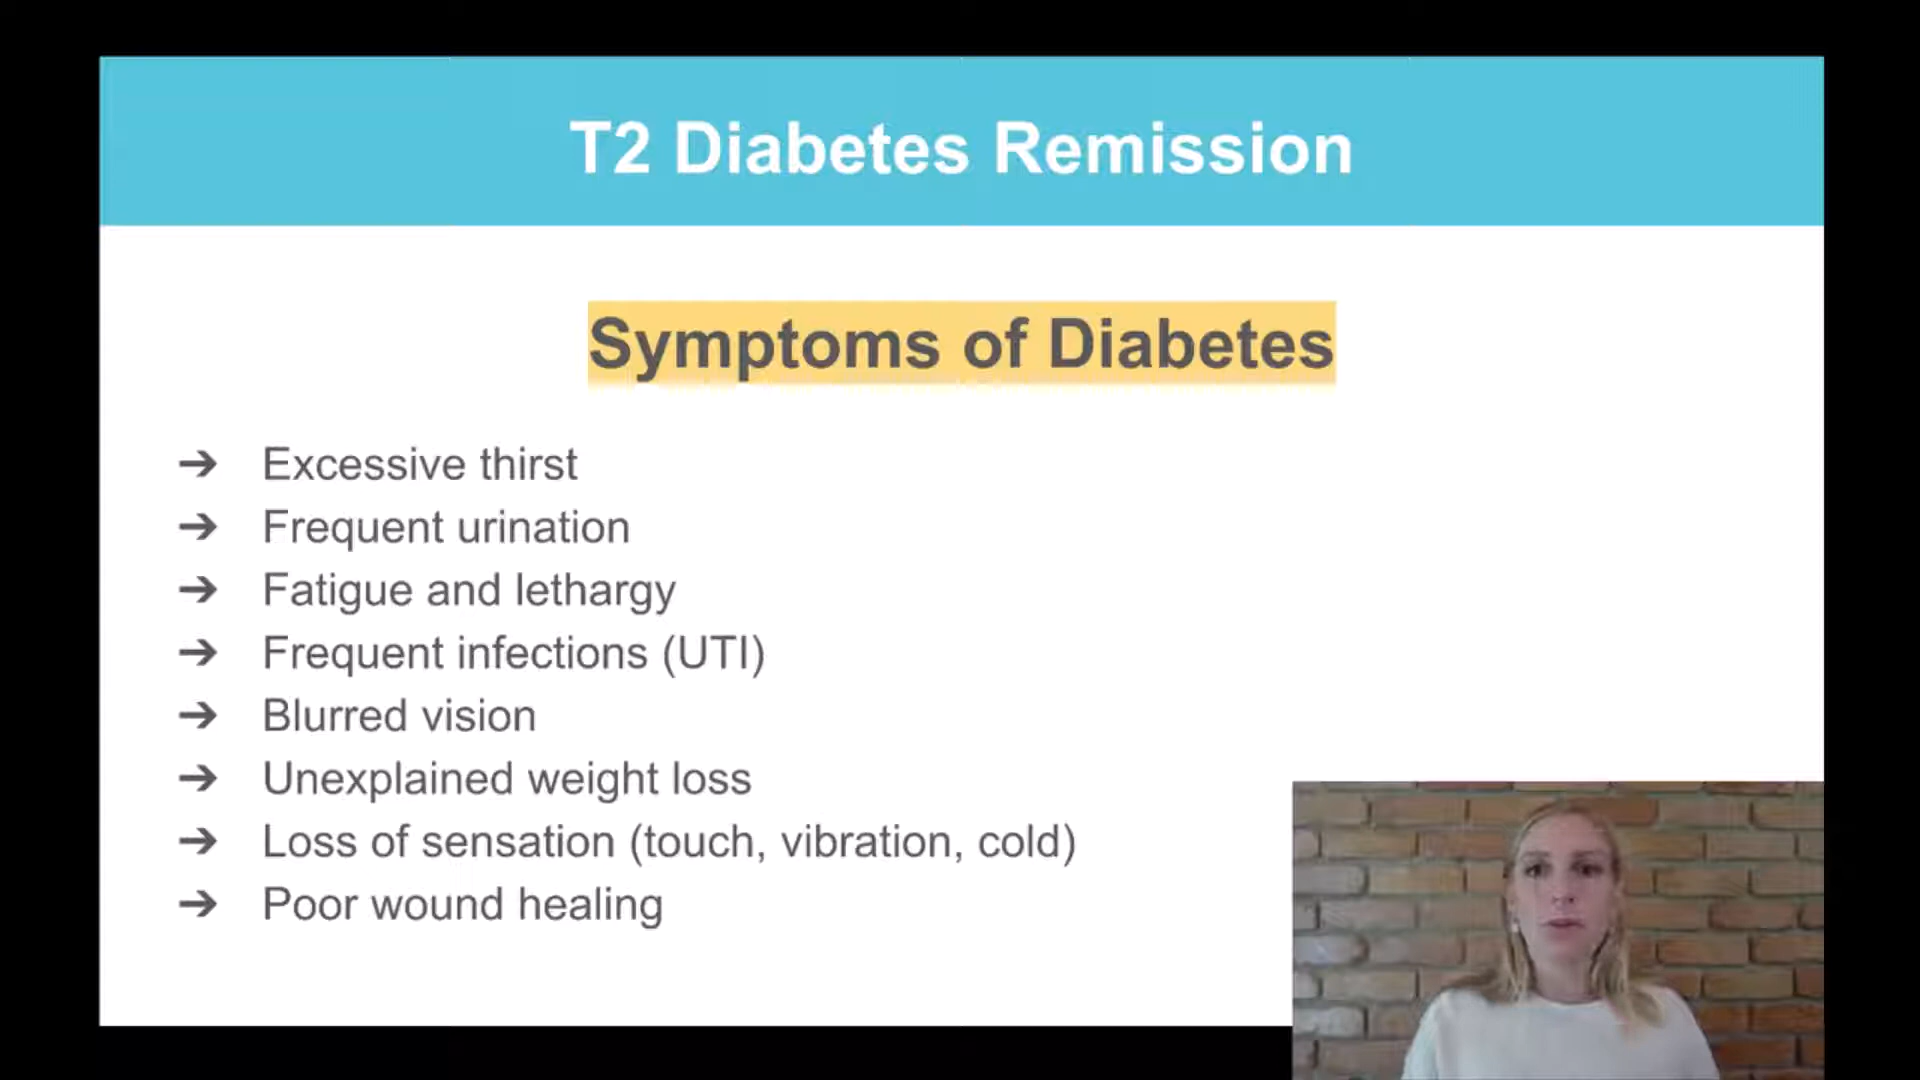 T2 Diabetes Remission
Symptoms of Diabetes
➔ Excessive thirst
➔ Frequent urination
➔ Fatigue and lethargy
➔ Frequent infections (UTI)
➔ Blurred vision
➔ Unexplained weight loss
➔ Loss of sensation (touch, vibration, cold)
➔ Poor wound healing